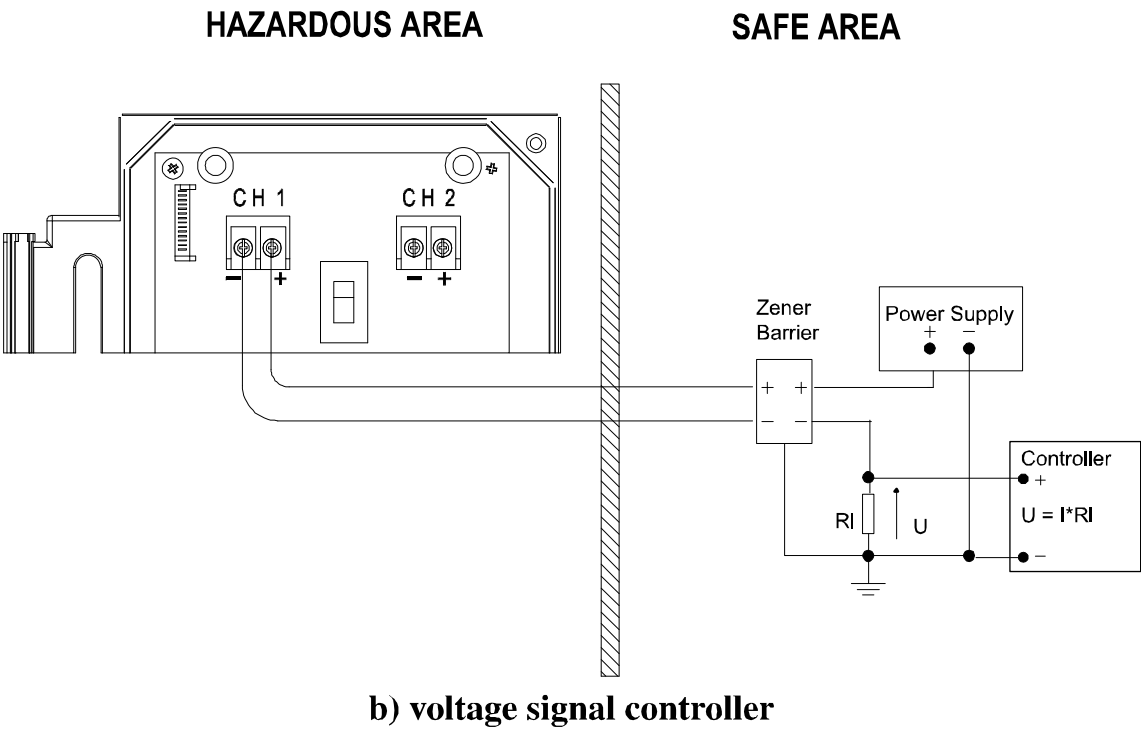 HAZARDOUS AREA
SAFE AREA
CH 1
CH 2
− +
− +
Zener
Barrier
Power Supply
+ −
+ +
− −
Controller
+
U = I*RI
−
RI
U
b) voltage signal controller